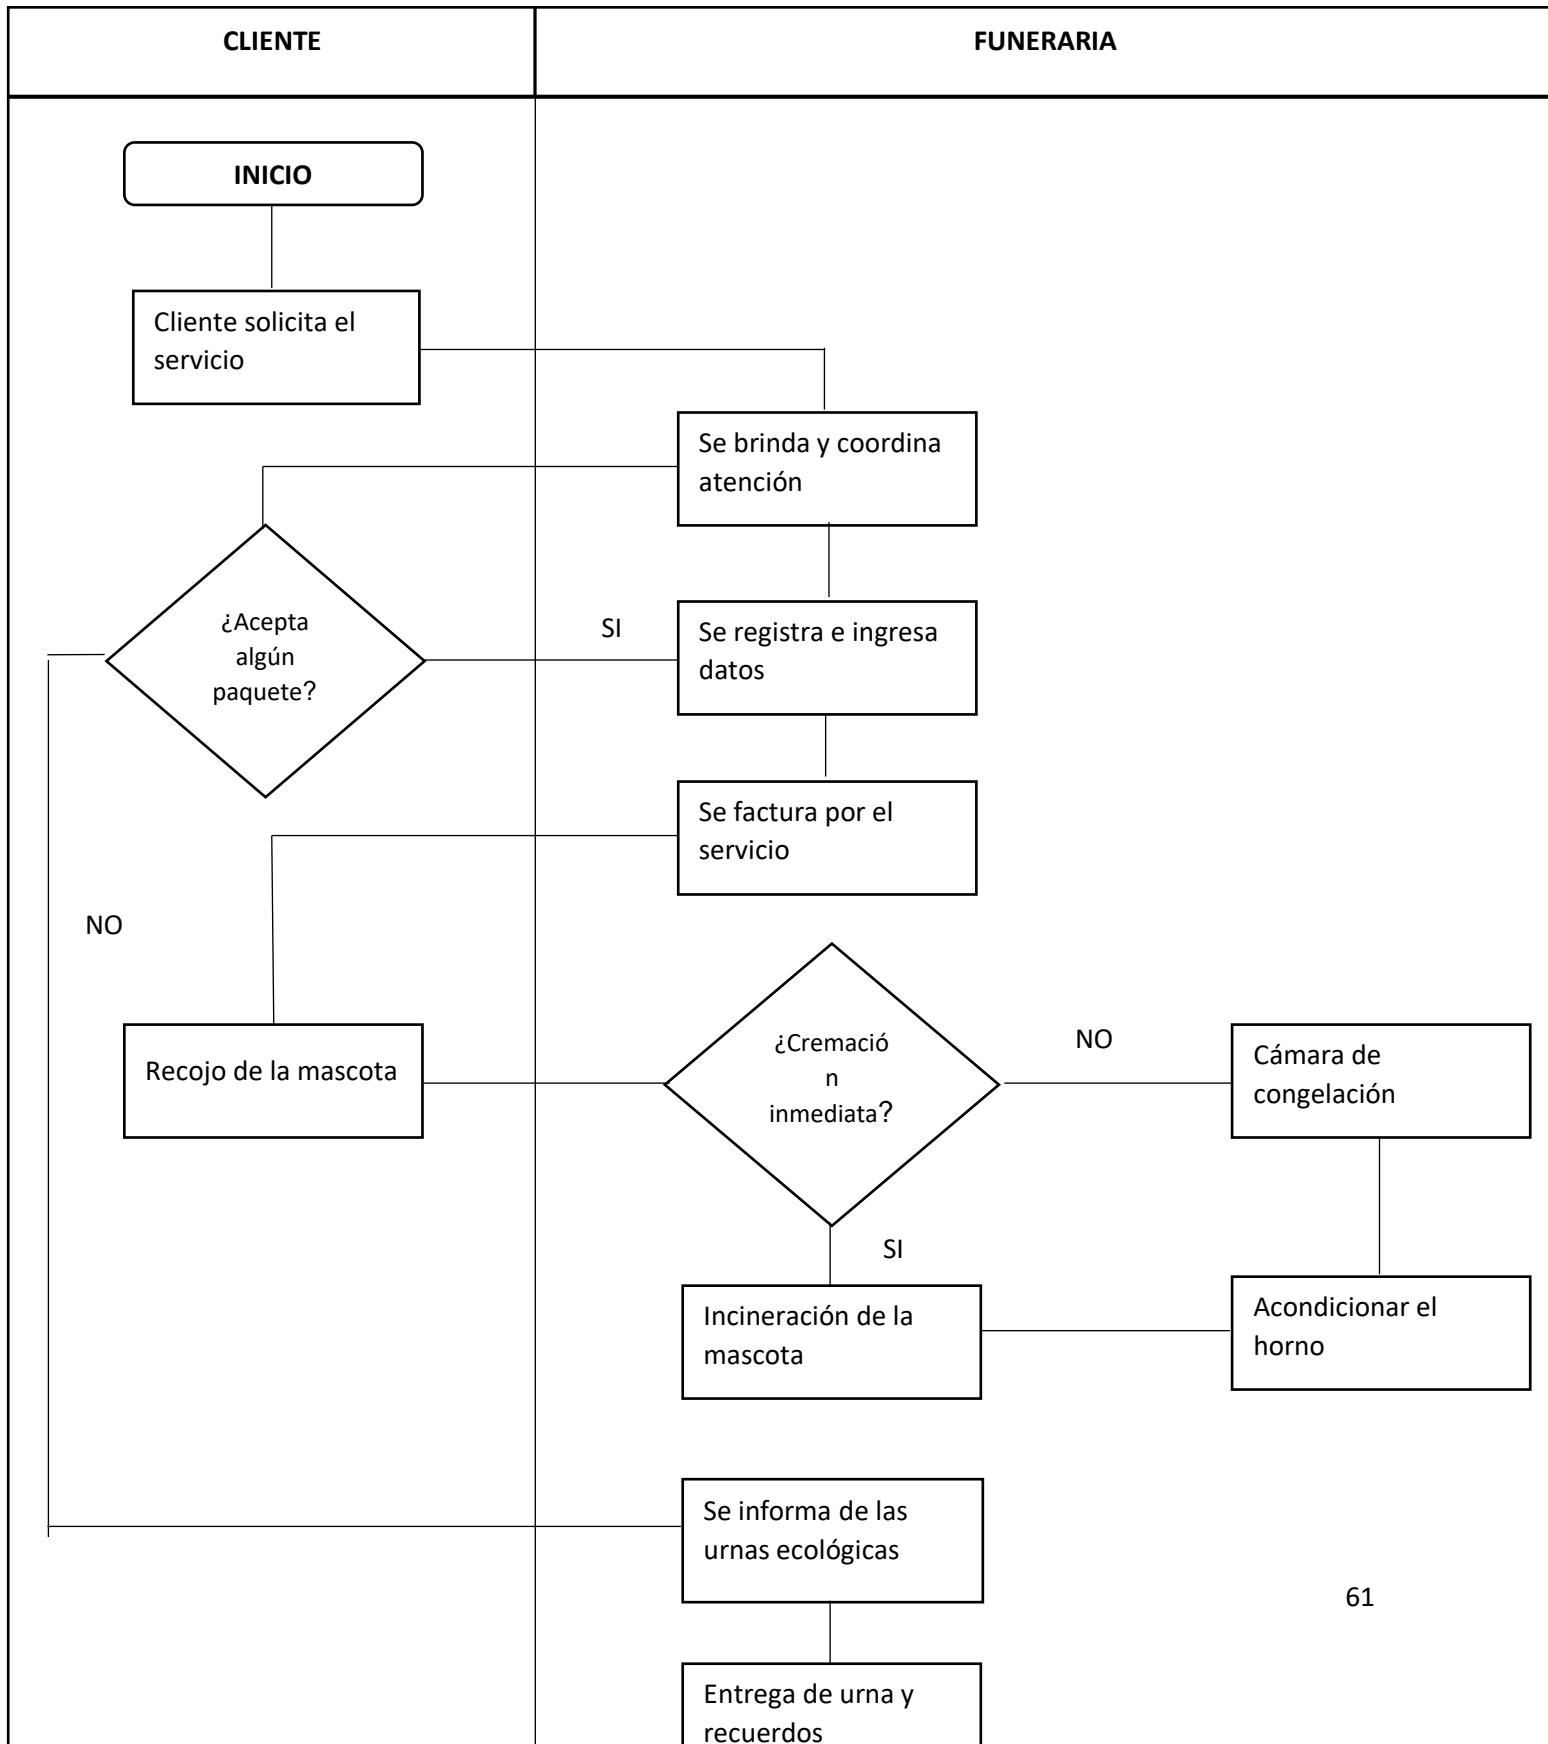 CLIENTE
FUNERARIA
INICIO
Cliente solicita el
servicio
Se brinda y coordina
atención
¿Acepta
algún
paquete?
SI
Se registra e ingresa
datos
Se factura por el
servicio
NO
Recojo de la mascota
¿Cremació
n
inmediata?
NO
Cámara de
congelación
SI
Incineración de la
mascota
Acondicionar el
horno
Se informa de las
urnas ecológicas
61
Entrega de urna y
recuerdos